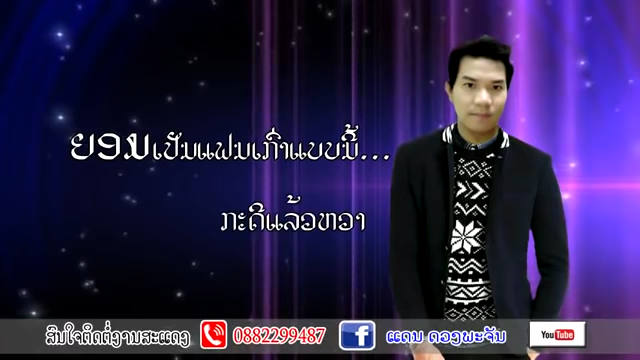 ຍອມເປັນແຟນເກົ່າແບບນີ້...
ກະດີແລ້ວຫວາ
ສົນໃຈຕິດຕໍ່ງານສະແດງ 0882299487 ແດນ ດວງພະຈັນ YouTube